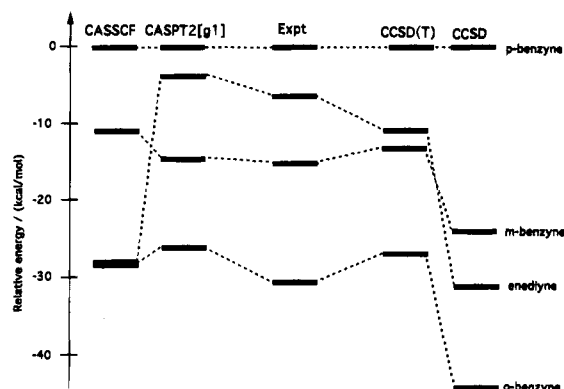 CASSCF CASPT2[g1] Expt CCSD(T) CCSD
0
p-benzyne
-10
-20
m-benzyne
-30
enediyne
-40
o-benzyne
Relative energy / (kcal/mol)